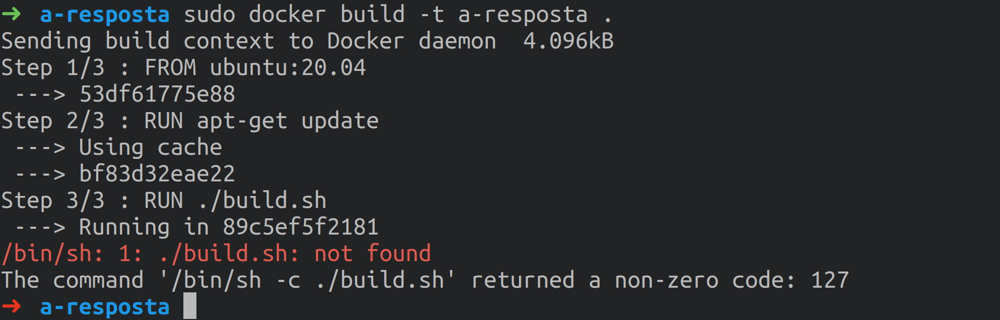 ➜  a-resposta sudo docker build -t a-resposta .
Sending build context to Docker daemon  4.096kB
Step 1/3 : FROM ubuntu:20.04
 ---> 53df61775e88
Step 2/3 : RUN apt-get update
 ---> Using cache
 ---> bf83d32eae22
Step 3/3 : RUN ./build.sh
 ---> Running in 89c5ef5f2181
/bin/sh: 1: ./build.sh: not found
The command '/bin/sh -c ./build.sh' returned a non-zero code: 127
➜  a-resposta